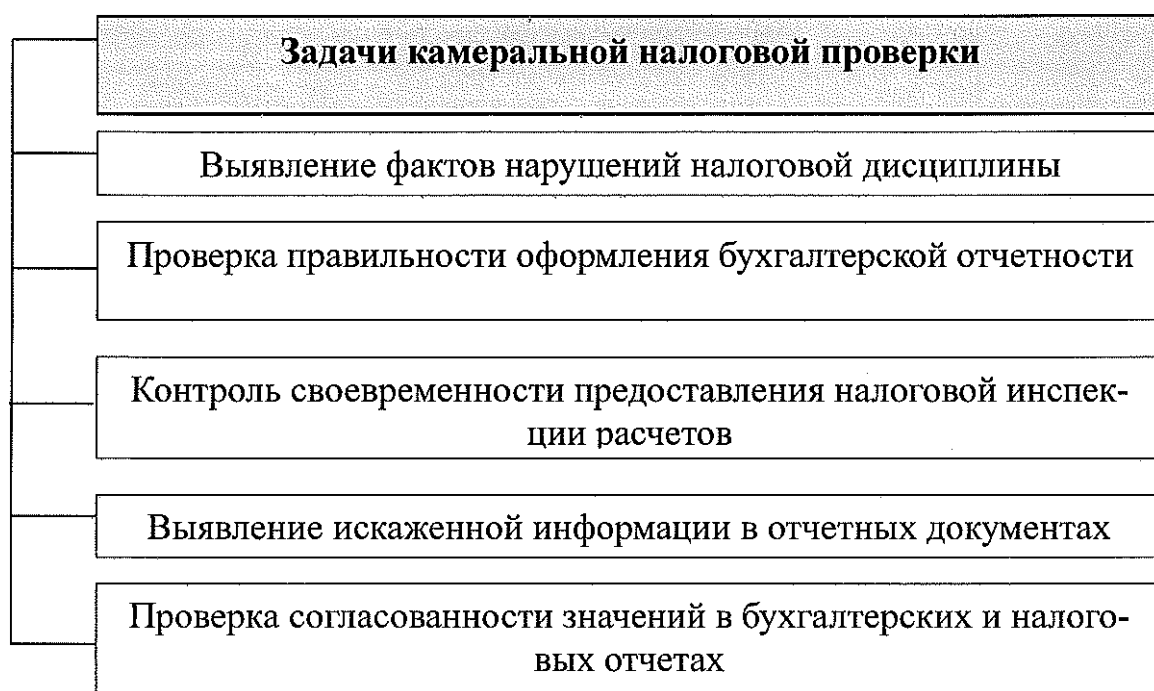 Задачи камеральной налоговой проверки
Выявление фактов нарушений налоговой дисциплины
Проверка правильности оформления бухгалтерской отчетности
Контроль своевременности предоставления налоговой инспек-
ции расчетов
Выявление искаженной информации в отчетных документах
Проверка согласованности значений в бухгалтерских и налого-
вых отчетах